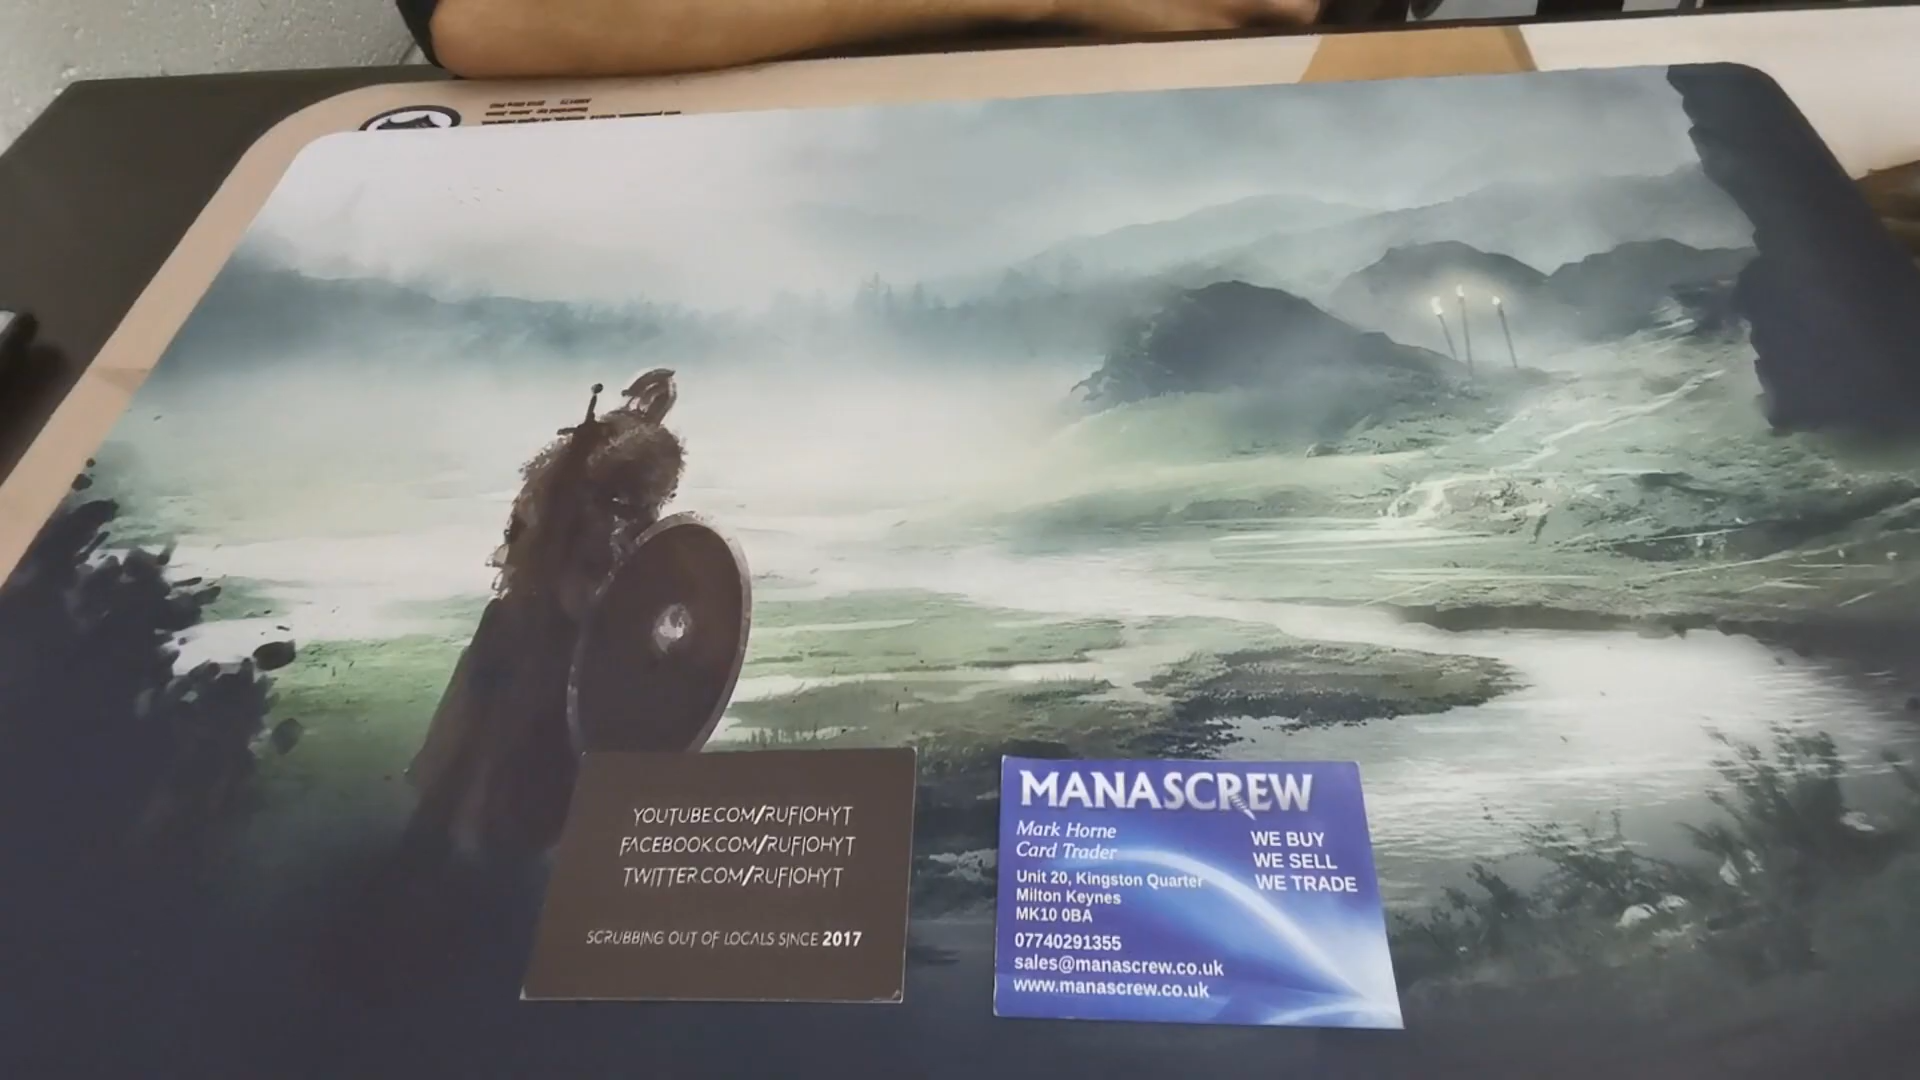 YOUTUBE.COM/RUFIOHYT
FACEBOOK.COM/RUFIOHYT
TWITTER.COM/RUFIOHYT
SCRUBBING OUT OF LOCALS SINCE 2017
MANASCREW
Mark Horne
Card Trader
Unit 20, Kingston Quarter
Milton Keynes
MK10 0BA
07740291355
sales@manascrew.co.uk
www.manascrew.co.uk
WE BUY
WE SELL
WE TRADE